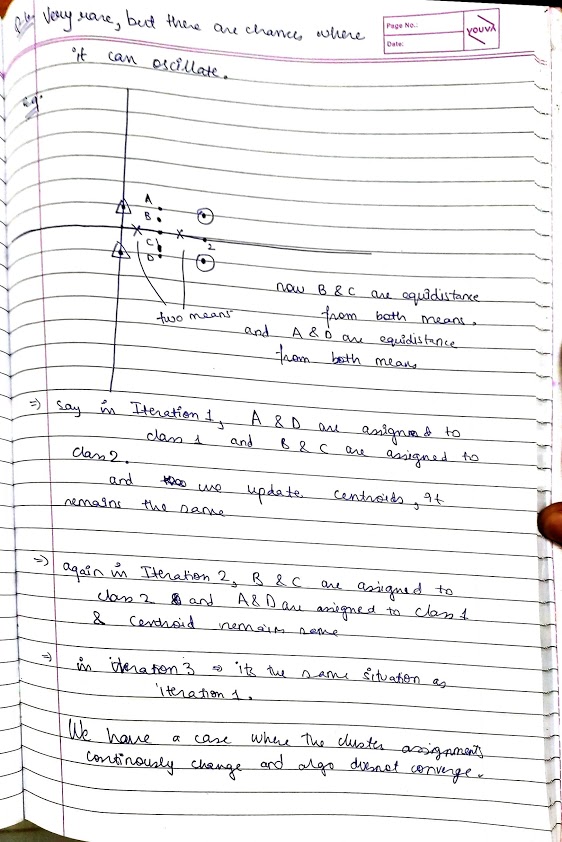 Very rare, but there are chances where
Page No.:
Date:
YOUVA
it can oscillate.
eg:
A
B
C
D
2
two means
now B & C are equidistance
from both means.
and A & D are equidistance
from both means
=) say in Iteration 1, A & D are assigned to
class 1 and B & C are assigned to
class 2.
and we update centroids, it
remains the same
=) again in Iteration 2, B & C are assigned to
class 2 and A & D are assigned to class 1
& centroid remains same
=) in iteration 3 => its the same situation as
iteration 1.
We have a case where the cluster assignments
continously change and algo doesnot converge.